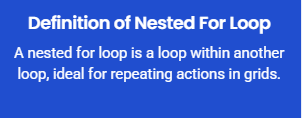 Definition of Nested For Loop
A nested for loop is a loop within another
loop, ideal for repeating actions in grids.